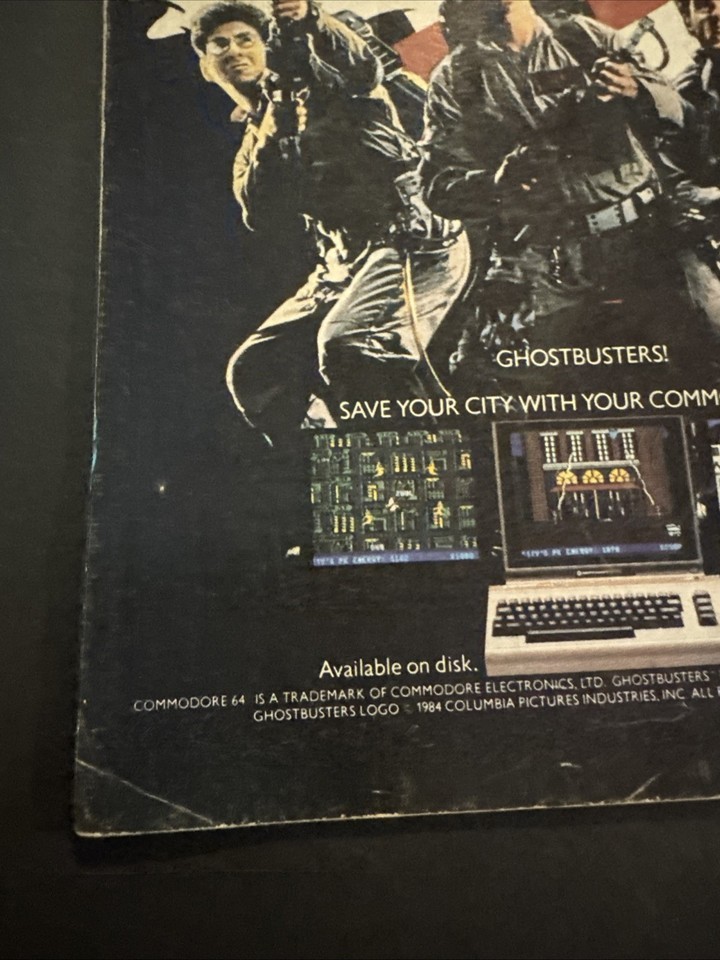 GHOSTBUSTERS!
SAVE YOUR CITY WITH YOUR COMM
Available on disk.
COMMODORE 64 IS A TRADEMARK OF COMMODORE ELECTRONICS, LTD. GHOSTBUSTERS
GHOSTBUSTERS LOGO 1984 COLUMBIA PICTURES INDUSTRIES, INC. ALL